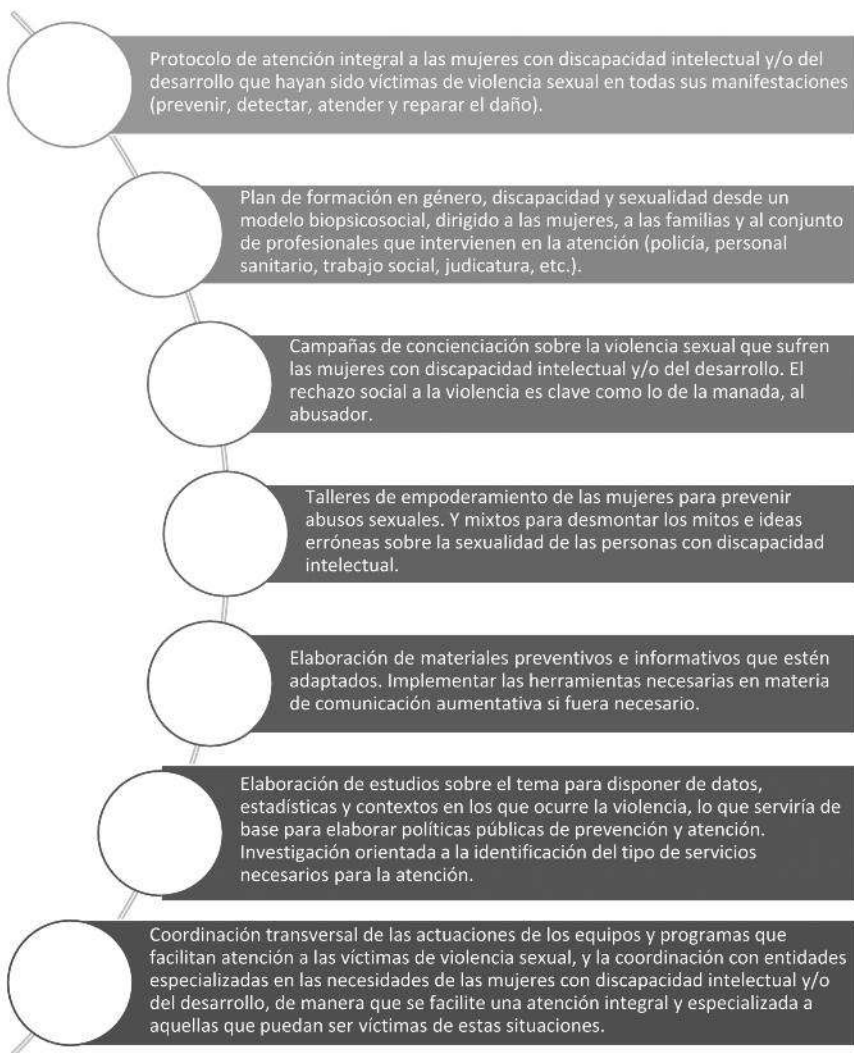 Protocolo de atención integral a las mujeres con discapacidad intelectual y/o del
desarrollo que hayan sido víctimas de violencia sexual en todas sus manifestaciones
(prevenir, detectar, atender y reparar el daño).
Plan de formación en género, discapacidad y sexualidad desde un
modelo biopsicosocial, dirigido a las mujeres, a las familias y al conjunto
de profesionales que intervienen en la atención (policía, personal
sanitario, trabajo social, judicatura, etc.).
Campañas de concienciación sobre la violencia sexual que sufren
las mujeres con discapacidad intelectual y/o del desarrollo. El
rechazo social a la violencia es clave como lo de la manada, al
abusador.
Talleres de empoderamiento de las mujeres para prevenir
abusos sexuales. Y mixtos para desmontar los mitos e ideas
erróneas sobre la sexualidad de las personas con discapacidad
intelectual.
Elaboración de materiales preventivos e informativos que estén
adaptados. Implementar las herramientas necesarias en materia
de comunicación aumentativa si fuera necesario.
Elaboración de estudios sobre el tema para disponer de datos,
estadísticas y contextos en los que ocurre la violencia, lo que serviría de
base para elaborar políticas públicas de prevención y atención.
Investigación orientada a la identificación del tipo de servicios
necesarios para la atención.
Coordinación transversal de las actuaciones de los equipos y programas que
facilitan atención a las víctimas de violencia sexual, y la coordinación con entidades
especializadas en las necesidades de las mujeres con discapacidad intelectual y/o
del desarrollo, de manera que se facilite una atención integral y especializada a
aquellas que puedan ser víctimas de estas situaciones.